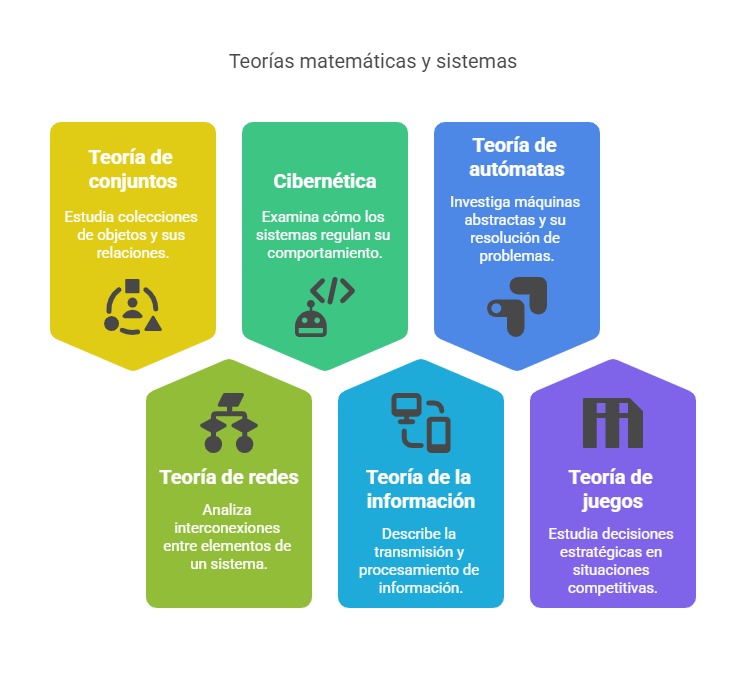 Teorías matemáticas y sistemas
Teoría de
conjuntos
Estudia colecciones
de objetos y sus
relaciones.
Cibernética
Examina cómo los
sistemas regulan su
comportamiento.
Teoría de
autómatas
Investiga máquinas
abstractas y su
resolución de
problemas.
Teoría de redes
Analiza
interconexiones
entre elementos de
un sistema.
Teoría de la
información
Describe la
transmisión y
procesamiento de
información.
Teoría de
juegos
Estudia decisiones
estratégicas en
situaciones
competitivas.